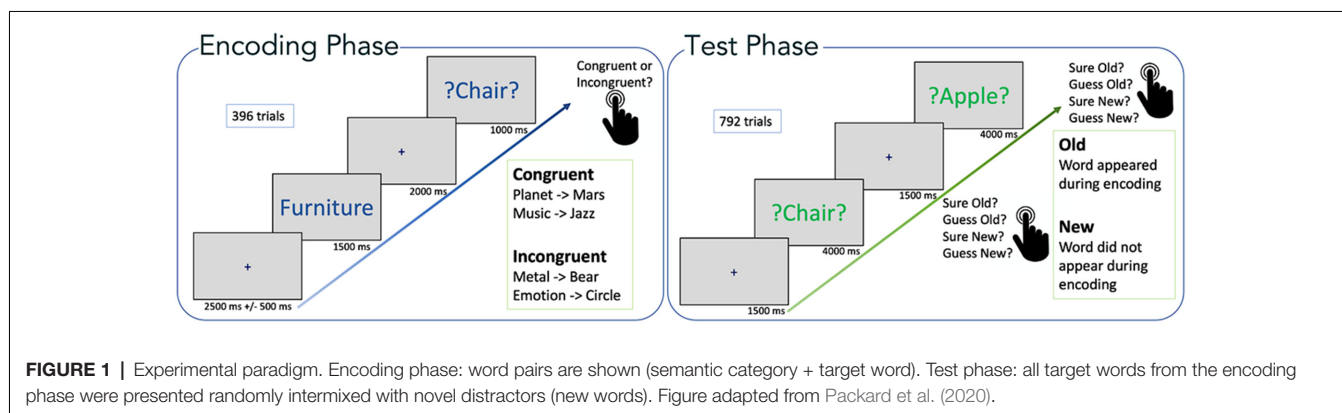 Encoding Phase
396 trials
+
2500 ms +/- 500 ms
Furniture
1500 ms
+
2000 ms
?Chair?
1000 ms
Congruent or
Incongruent?
Congruent
Planet -> Mars
Music -> Jazz
Incongruent
Metal -> Bear
Emotion -> Circle
Test Phase
792 trials
+
1500 ms
?Chair?
4000 ms
Sure Old?
Guess Old?
Sure New?
Guess New?
+
1500 ms
?Apple?
4000 ms
Sure Old?
Guess Old?
Sure New?
Guess New?
Old
Word appeared
during encoding
New
Word did not
appear during
encoding
FIGURE 1 | Experimental paradigm. Encoding phase: word pairs are shown (semantic category + target word). Test phase: all target words from the encoding
phase were presented randomly intermixed with novel distractors (new words). Figure adapted from Packard et al. (2020).